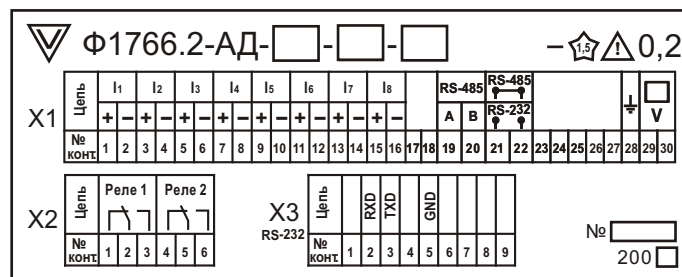 Ф1766.2-АД- - - – 1,5 ! 0,2
X1
Цепь I1 I2 I3 I4 I5 I6 I7 I8 RS-485 RS-485
+ – + – + – + – + – + – + – + – A B RS-232 V
№ конт. 1 2 3 4 5 6 7 8 9 10 11 12 13 14 15 16 17 18 19 20 21 22 23 24 25 26 27 28 29 30
X2
Цепь Реле 1 Реле 2
№ конт. 1 2 3 4 5 6
X3
RS-232
Цепь RXD TXD GND
№ конт. 1 2 3 4 5 6 7 8 9
№
200